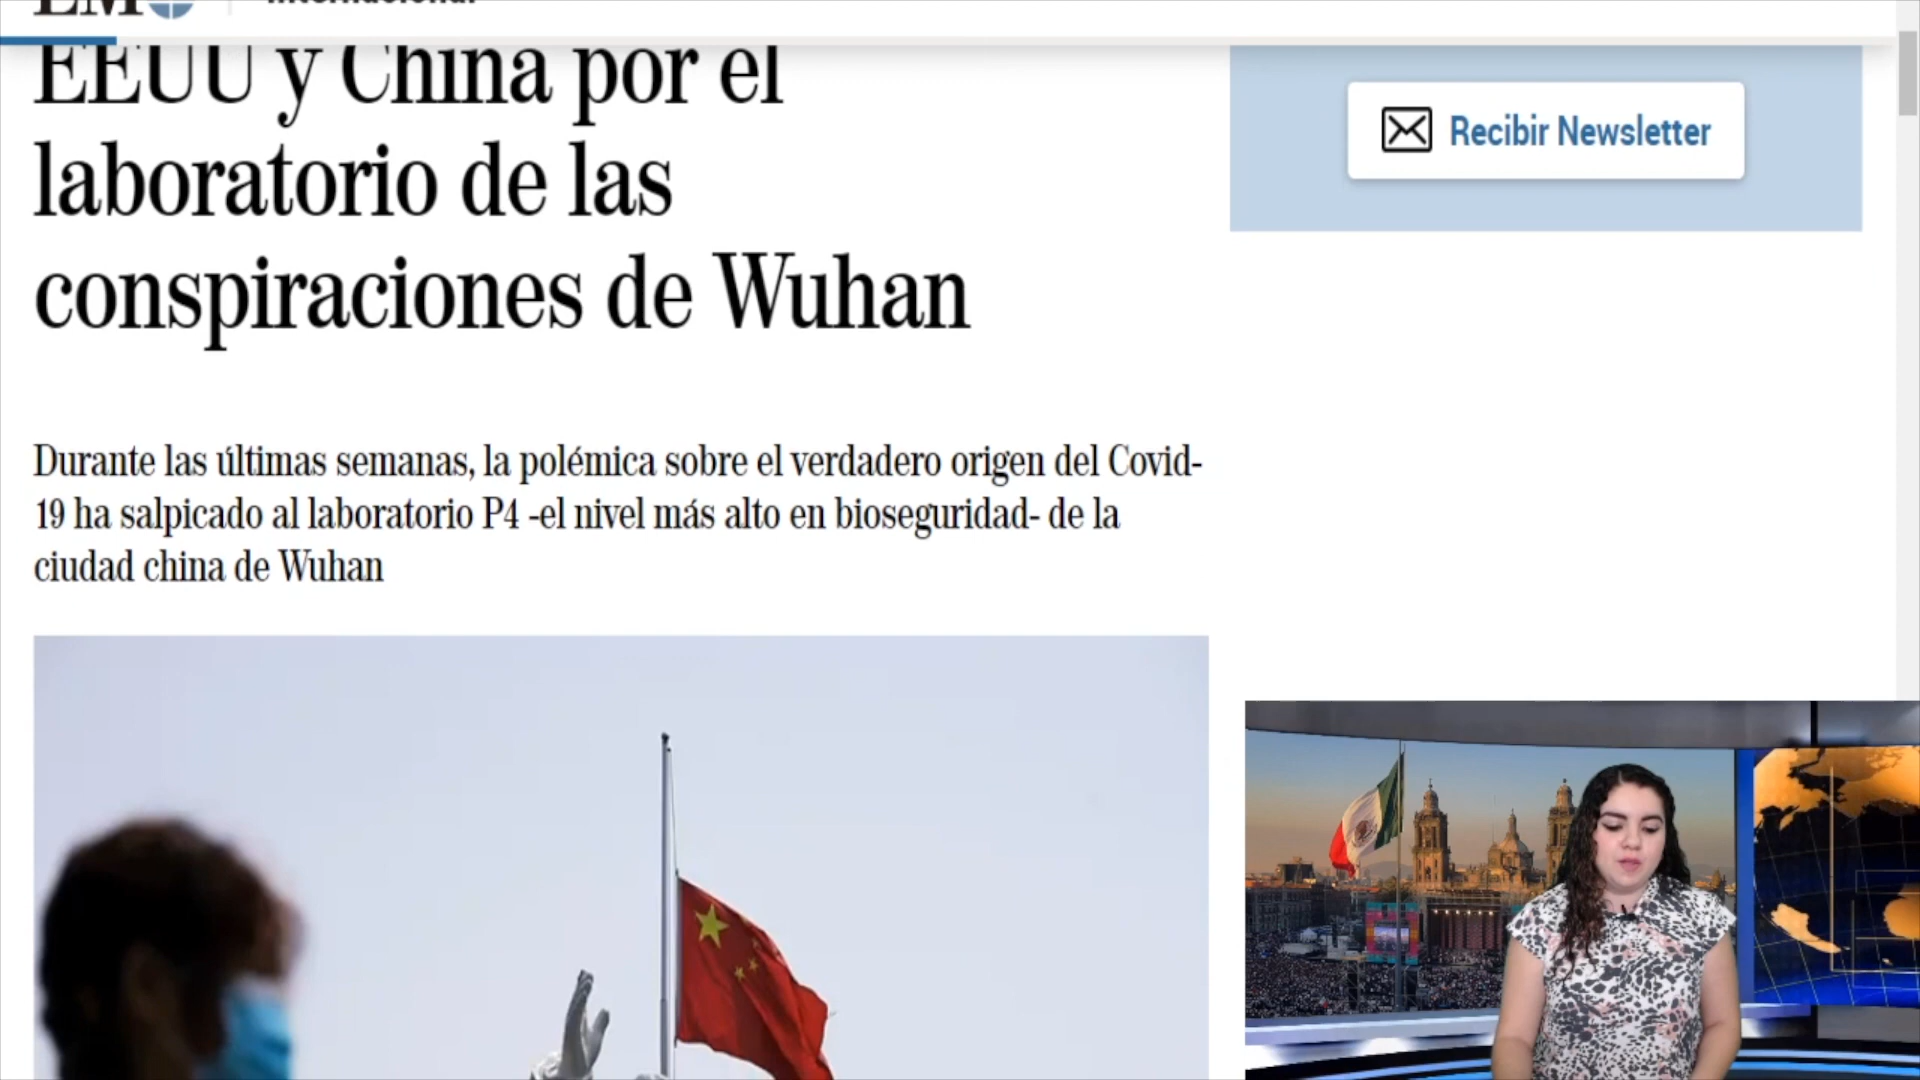 EM
Internacional
EEUU y China por el
laboratorio de las
conspiraciones de Wuhan
Recibir Newsletter
Durante las últimas semanas, la polémica sobre el verdadero origen del Covid-
19 ha salpicado al laboratorio P4 -el nivel más alto en bioseguridad- de la
ciudad china de Wuhan